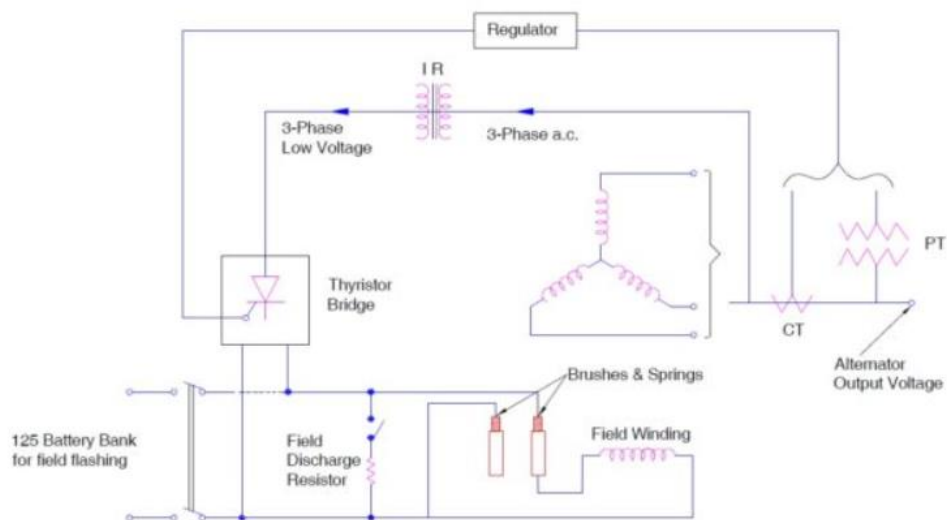 Regulator
I R
3-Phase
Low Voltage
3-Phase a.c.
PT
Thyristor
Bridge
CT
Alternator
Output Voltage
Brushes & Springs
125 Battery Bank
for field flashing
Field
Discharge
Resistor
Field Winding